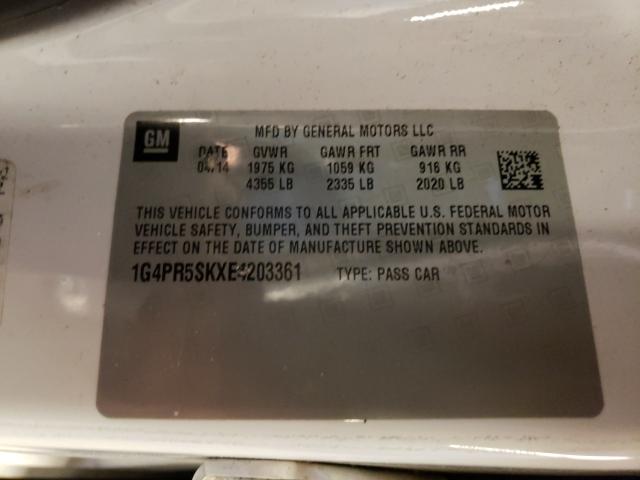 GM
MFD BY GENERAL MOTORS LLC
DATE GVWR GAWR FRT GAWR RR
04/14 1975 KG 1059 KG 916 KG
4355 LB 2335 LB 2020 LB
THIS VEHICLE CONFORMS TO ALL APPLICABLE U.S. FEDERAL MOTOR
VEHICLE SAFETY, BUMPER, AND THEFT PREVENTION STANDARDS IN
EFFECT ON THE DATE OF MANUFACTURE SHOWN ABOVE.
1G4PR5SKXE4203361 TYPE: PASS CAR